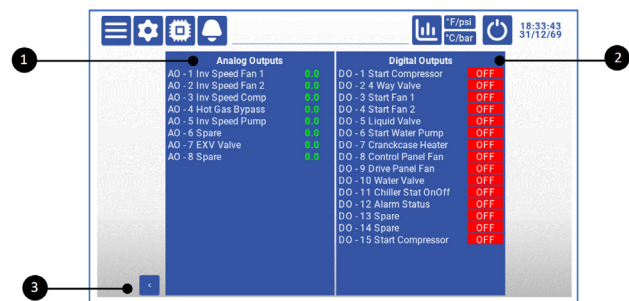 °F/psi
°C/bar
18:33:43
31/12/69
1
2
Analog Outputs
AO - 1 Inv Speed Fan 1 0.0
AO - 2 Inv Speed Fan 2 0.0
AO - 3 Inv Speed Comp 0.0
AO - 4 Hot Gas Bypass 0.0
AO - 5 Inv Speed Pump 0.0
AO - 6 Spare 0.0
AO - 7 EXV Valve 0.0
AO - 8 Spare 0.0
Digital Outputs
DO - 1 Start Compressor OFF
DO - 2 4 Way Valve OFF
DO - 3 Start Fan 1 OFF
DO - 4 Start Fan 2 OFF
DO - 5 Liquid Valve OFF
DO - 6 Start Water Pump OFF
DO - 7 Cranckcase Heater OFF
DO - 8 Control Panel Fan OFF
DO - 9 Drive Panel Fan OFF
DO - 10 Water Valve OFF
DO - 11 Chiller Stat OnOff OFF
DO - 12 Alarm Status OFF
DO - 13 Spare OFF
DO - 14 Spare OFF
DO - 15 Start Compressor OFF
3
<